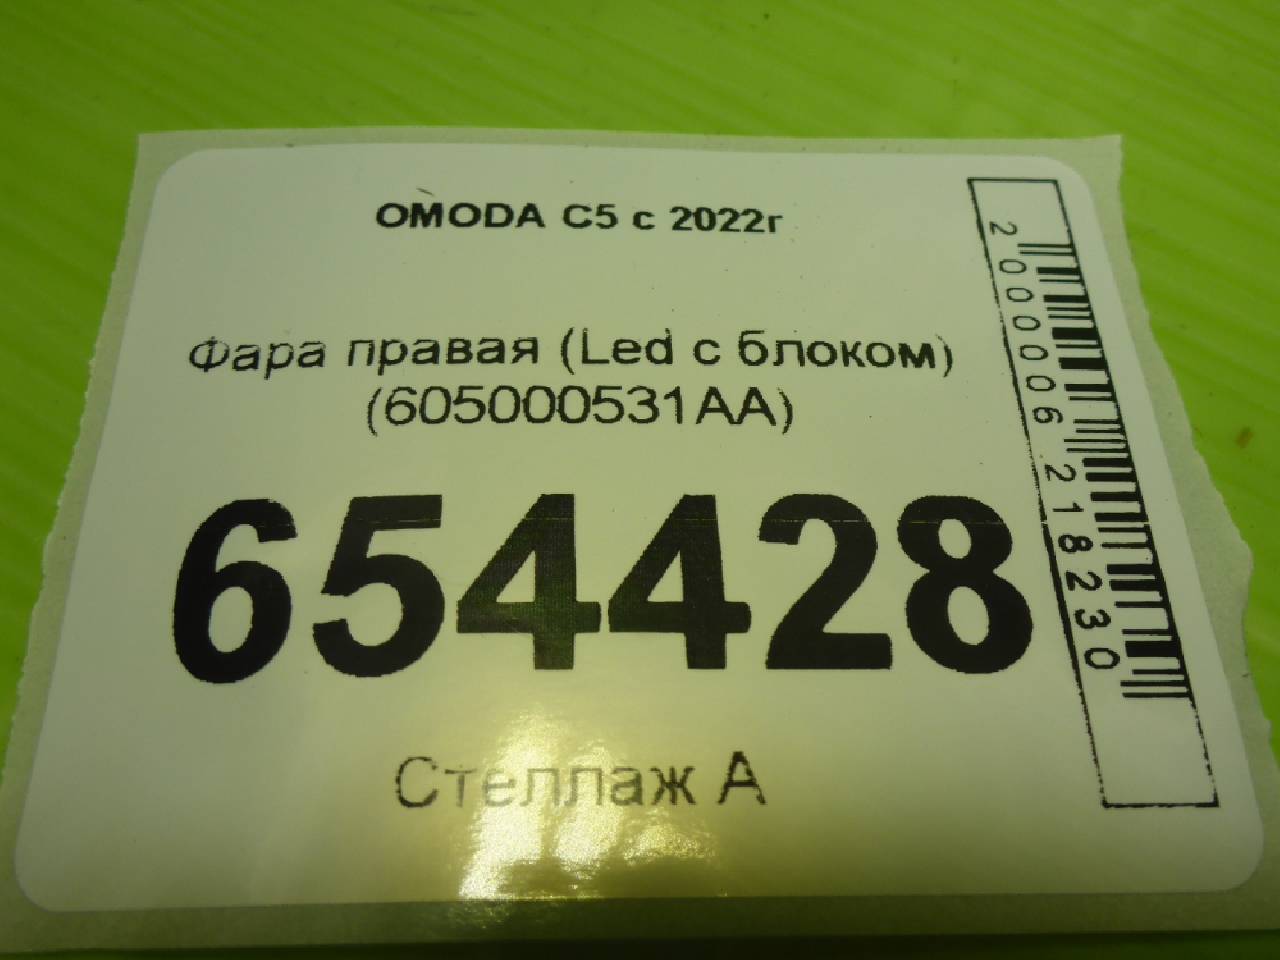 OMODA C5 с 2022г
Фара правая (Led с блоком)
(605000531AA)
654428
Стеллаж А
2000006218230